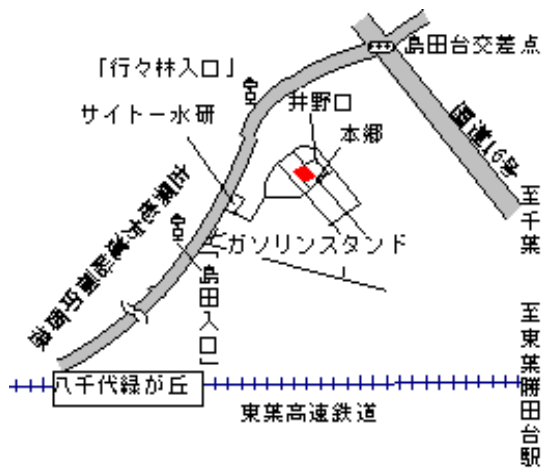 島田台交差点
「行々林入口」
サイトー水研
井野口
本郷
国道16号
至千葉
ガソリンスタンド
「島田入口」
至東葉勝田台駅
八千代緑が丘
東葉高速鉄道